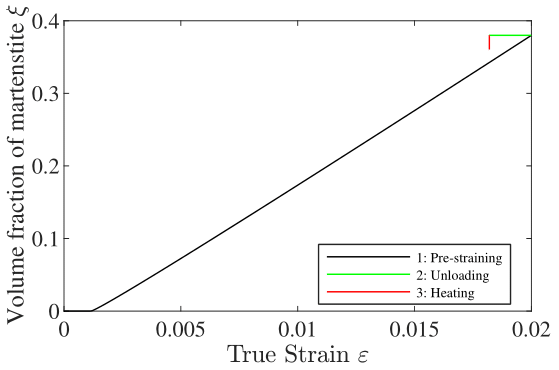 Volume fraction of martenstite ξ
0.4
0.3
0.2
0.1
0
0
0.005
0.01
0.015
0.02
True Strain ε
1: Pre-straining
2: Unloading
3: Heating